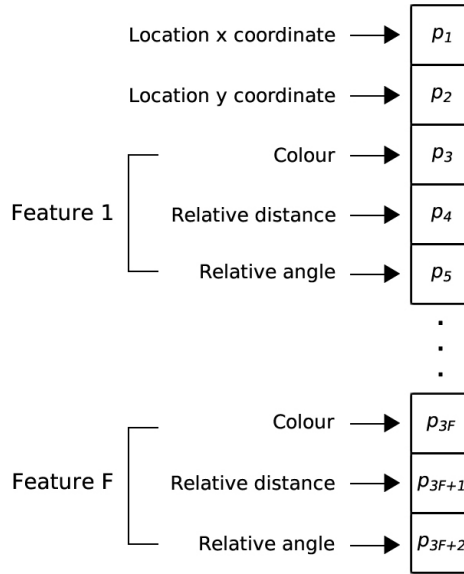 Location x coordinate p1
Location y coordinate p2
Colour p3
Feature 1 Relative distance p4
Relative angle p5
Colour p3F
Feature F Relative distance p3F+1
Relative angle p3F+2